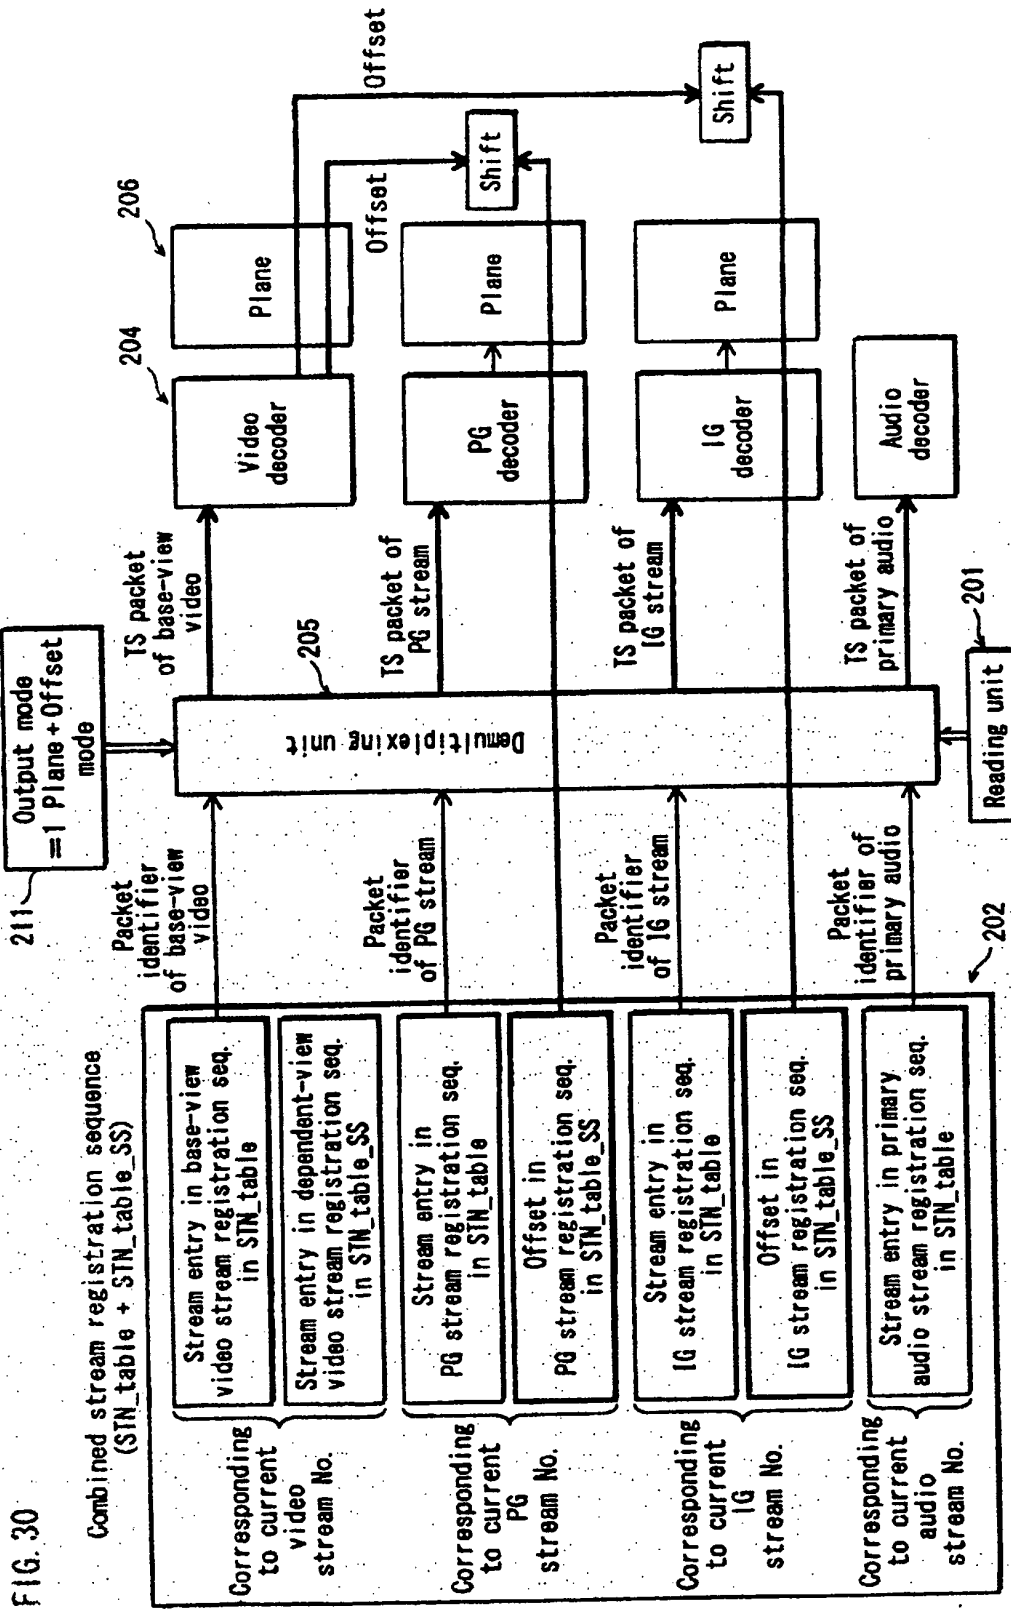 FIG. 30
Combined stream registration sequence
(STN_table + STN_table_SS)
Corresponding
to current
video
stream No.
Stream entry in base-view
video stream registration seq.
in STN_table
Stream entry in dependent-view
video stream registration seq.
in STN_table_SS
Corresponding
to current
PG
stream No.
Stream entry in
PG stream registration seq.
in STN_table
Offset in
PG stream registration seq.
in STN_table_SS
Corresponding
to current
IG
stream No.
Stream entry in
IG stream registration seq.
in STN_table
Offset in
IG stream registration seq.
in STN_table_SS
Corresponding
to current
audio
stream No.
Stream entry in primary
audio stream registration seq.
in STN_table
202
211
Output mode
=1 Plane+Offset
mode
Packet
identifier
of base-view
video
Packet
identifier
of PG stream
Packet
identifier
of IG stream
Packet
identifier of
primary audio
Demultiplexing unit
205
Reading unit
201
TS packet
of base-view
video
TS packet of
PG stream
TS packet of
IG stream
TS packet of
primary audio
204
Video
decoder
PG
decoder
IG
decoder
Audio
decoder
206
Plane
Plane
Plane
Offset
Shift
Offset
Shift